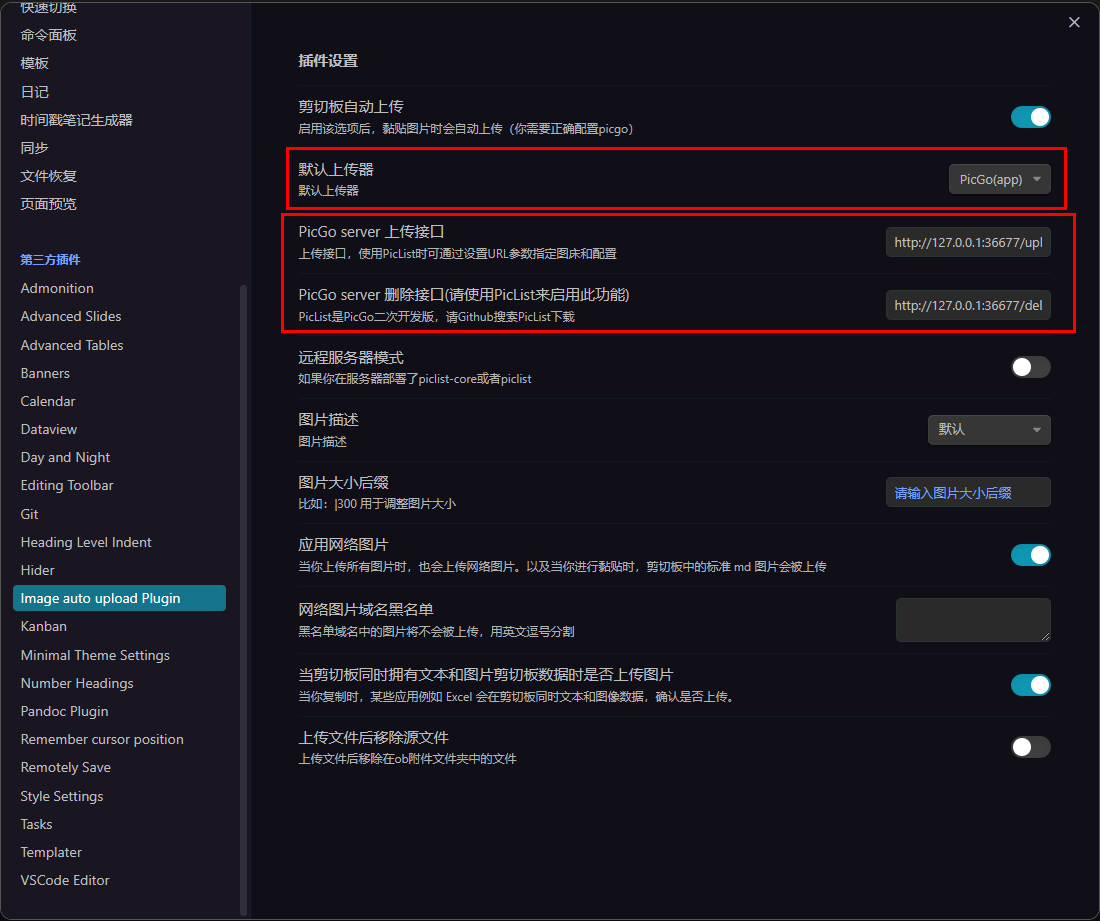 快速切换
命令面板
模板
日记
时间戳笔记生成器
同步
文件恢复
页面预览
第三方插件
Admonition
Advanced Slides
Advanced Tables
Banners
Calendar
Dataview
Day and Night
Editing Toolbar
Git
Heading Level Indent
Hider
Image auto upload Plugin
Kanban
Minimal Theme Settings
Number Headings
Pandoc Plugin
Remember cursor position
Remotely Save
Style Settings
Tasks
Templater
VSCode Editor
插件设置
剪切板自动上传
启用该选项后，黏贴图片时会自动上传（你需要正确配置picgo）
默认上传器
默认上传器
PicGo(app)
PicGo server 上传接口
上传接口，使用PicList时可通过设置URL参数指定图床和配置
http://127.0.0.1:36677/upl
PicGo server 删除接口(请使用PicList来启用此功能)
PicList是PicGo二次开发版，请Github搜索PicList下载
http://127.0.0.1:36677/del
远程服务器模式
如果你在服务器部署了piclist-core或者piclist
图片描述
图片描述
默认
图片大小后缀
比如：|300 用于调整图片大小
请输入图片大小后缀
应用网络图片
当你上传所有图片时，也会上传网络图片。以及当你进行黏贴时，剪切板中的标准 md 图片会被上传
网络图片域名黑名单
黑名单域名中的图片将不会被上传，用英文逗号分割
当剪切板同时拥有文本和图片剪切板数据时是否上传图片
当你复制时，某些应用例如 Excel 会在剪切板同时文本和图像数据，确认是否上传。
上传文件后移除源文件
上传文件后移除在ob附件文件夹中的文件